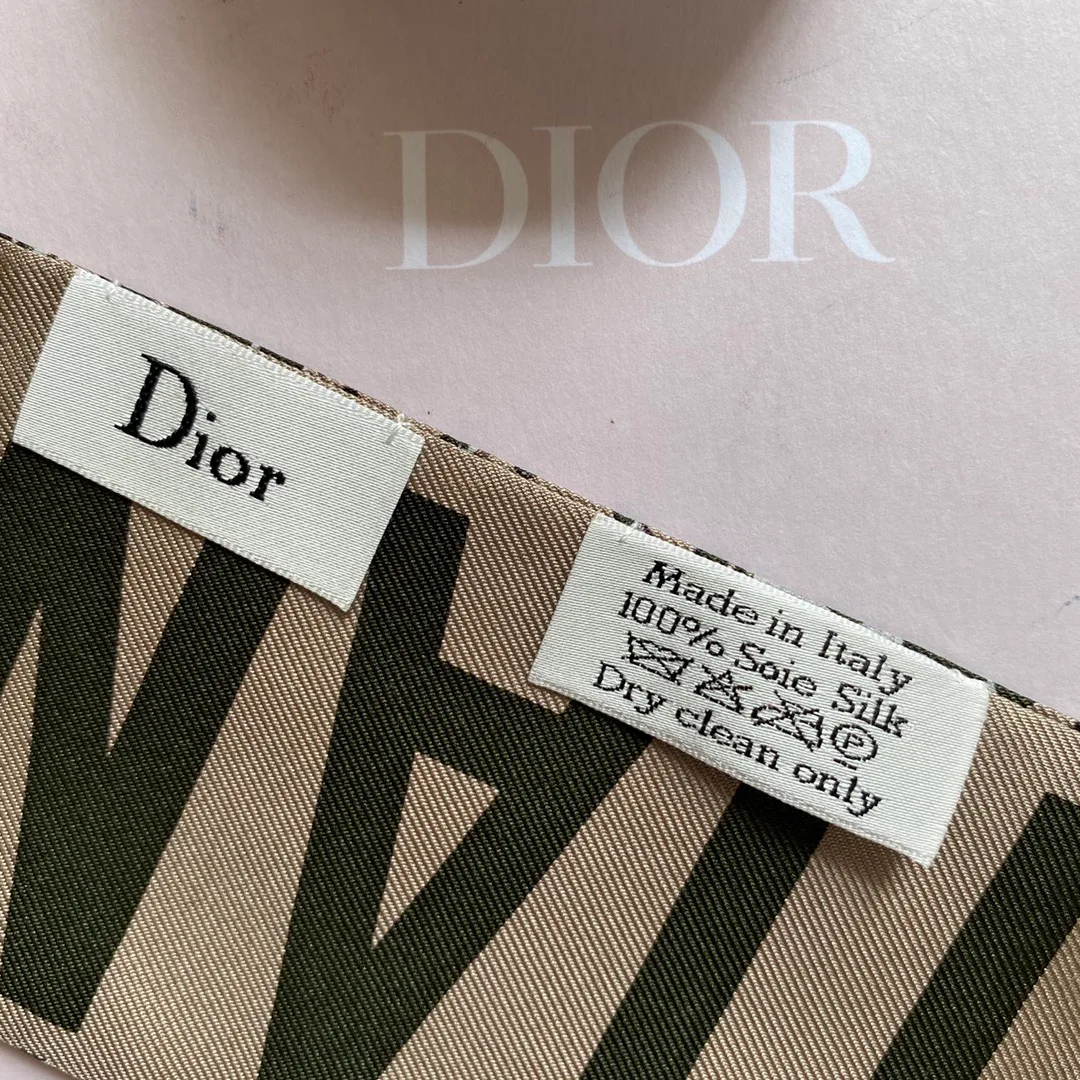 DIOR
Dior
Made in Italy
100% Soie Silk
P
Dry clean only